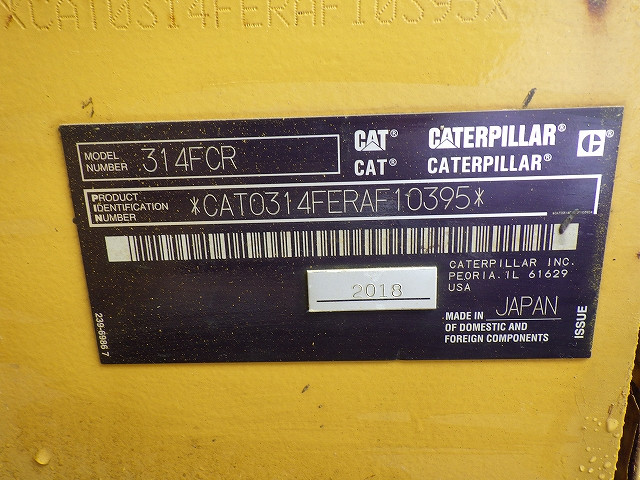 *CAT0314FERAF10395*
MODEL NUMBER 314FCR
CAT® CATERPILLAR®
CAT® CATERPILLAR®
PRODUCT IDENTIFICATION NUMBER *CAT0314FERAF10395*
CATERPILLAR INC.
PEORIA, IL 61629
USA
2018
MADE IN JAPAN
OF DOMESTIC AND
FOREIGN COMPONENTS
ISSUE
239-6986 7